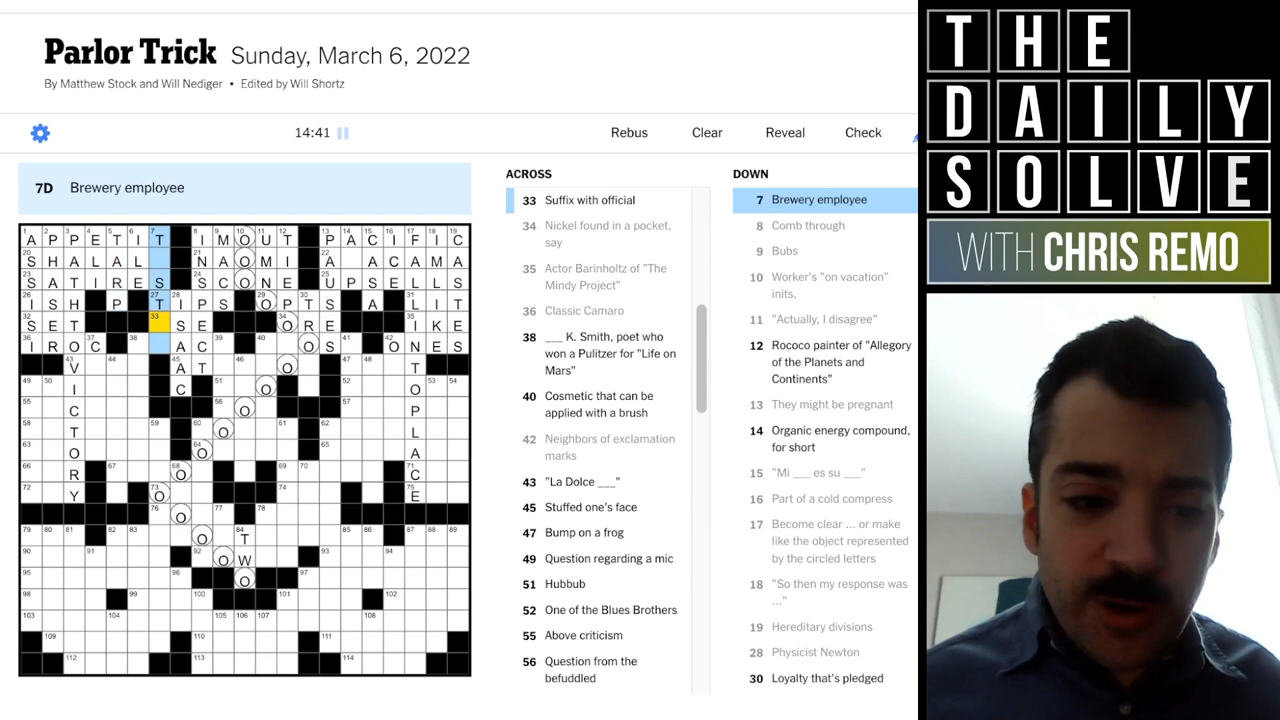 Parlor Trick Sunday, March 6, 2022
By Matthew Stock and Will Nediger • Edited by Will Shortz
14:41
Rebus Clear Reveal Check
7D Brewery employee
ACROSS
33 Suffix with official
34 Nickel found in a pocket,
say
35 Actor Barinholtz of "The
Mindy Project"
36 Classic Camaro
38 ___ K. Smith, poet who
won a Pulitzer for "Life on
Mars"
40 Cosmetic that can be
applied with a brush
42 Neighbors of exclamation
marks
43 "La Dolce ___"
45 Stuffed one's face
47 Bump on a frog
49 Question regarding a mic
51 Hubbub
52 One of the Blues Brothers
55 Above criticism
56 Question from the
befuddled
DOWN
7 Brewery employee
8 Comb through
9 Bubs
10 Worker's "on vacation"
inits.
11 "Actually, I disagree"
12 Rococo painter of "Allegory
of the Planets and
Continents"
13 They might be pregnant
14 Organic energy compound,
for short
15 "Mi ___ es su ___"
16 Part of a cold compress
17 Become clear ... or make
like the object represented
by the circled letters
18 "So then my response was
..."
19 Hereditary divisions
28 Physicist Newton
30 Loyalty that's pledged
THE
DAILY
SOLVE
WITH CHRIS REMO